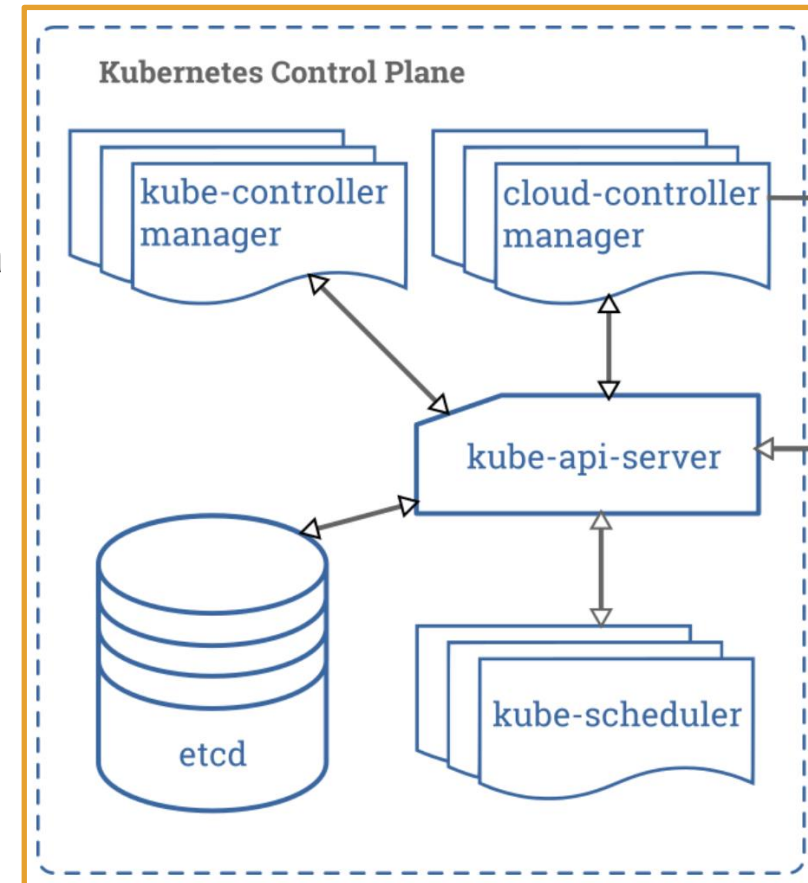 Kubernetes Control Plane
kube-controller
manager
cloud-controller
manager
kube-api-server
etcd
kube-scheduler